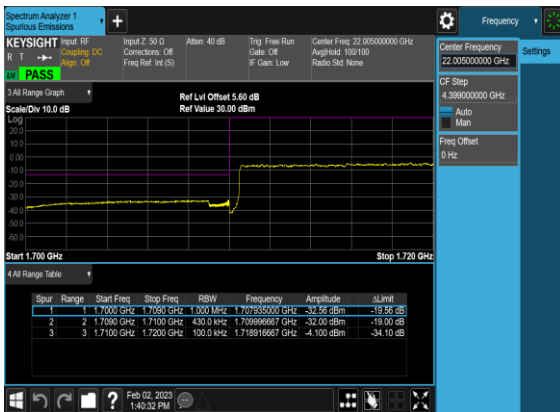 Spectrum Analyzer 1
Spurious Emissions
Frequency
KEYSIGHT
R T
LVI PASS
Input: RF
Coupling: DC
Align: Off
Input Z: 50 Ω
Corrections: Off
Freq Ref: Int (S)
Atten: 40 dB
Trig: Free Run
Gate: Off
IF Gain: Low
Center Freq: 22.005000000 GHz
Avg|Hold: 100/100
Radio Std: None
Center Frequency
22.005000000 GHz
Settings
CF Step
4.399000000 GHz
Auto
Man
Freq Offset
0 Hz
3 All Range Graph
Scale/Div 10.0 dB
Ref Lvl Offset 5.60 dB
Ref Value 30.00 dBm
Log
20.0
10.0
0.00
-10.0
-20.0
-30.0
-40.0
-50.0
-60.0
Start 1.700 GHz
Stop 1.720 GHz
4 All Range Table
Spur Range Start Freq Stop Freq RBW Frequency Amplitude ΔLimit
1 1 1.7000 GHz 1.7090 GHz 1.000 MHz 1.707935000 GHz -32.56 dBm -19.56 dB
2 2 1.7090 GHz 1.7100 GHz 430.0 kHz 1.709996667 GHz -32.00 dBm -19.00 dB
3 3 1.7100 GHz 1.7200 GHz 100.0 kHz 1.718916667 GHz -4.100 dBm -34.10 dB
?
Feb 02, 2023
1:40:32 PM